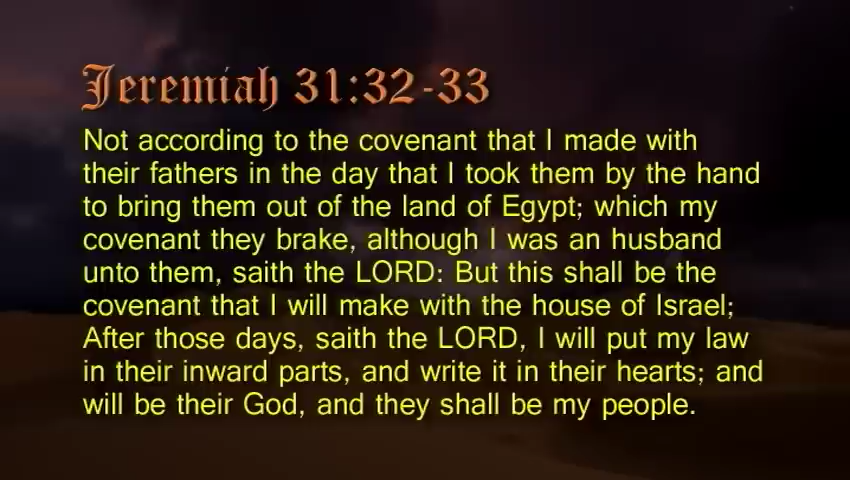 Jeremiah 31:32-33
Not according to the covenant that I made with
their fathers in the day that I took them by the hand
to bring them out of the land of Egypt; which my
covenant they brake, although I was an husband
unto them, saith the LORD: But this shall be the
covenant that I will make with the house of Israel;
After those days, saith the LORD, I will put my law
in their inward parts, and write it in their hearts; and
will be their God, and they shall be my people.